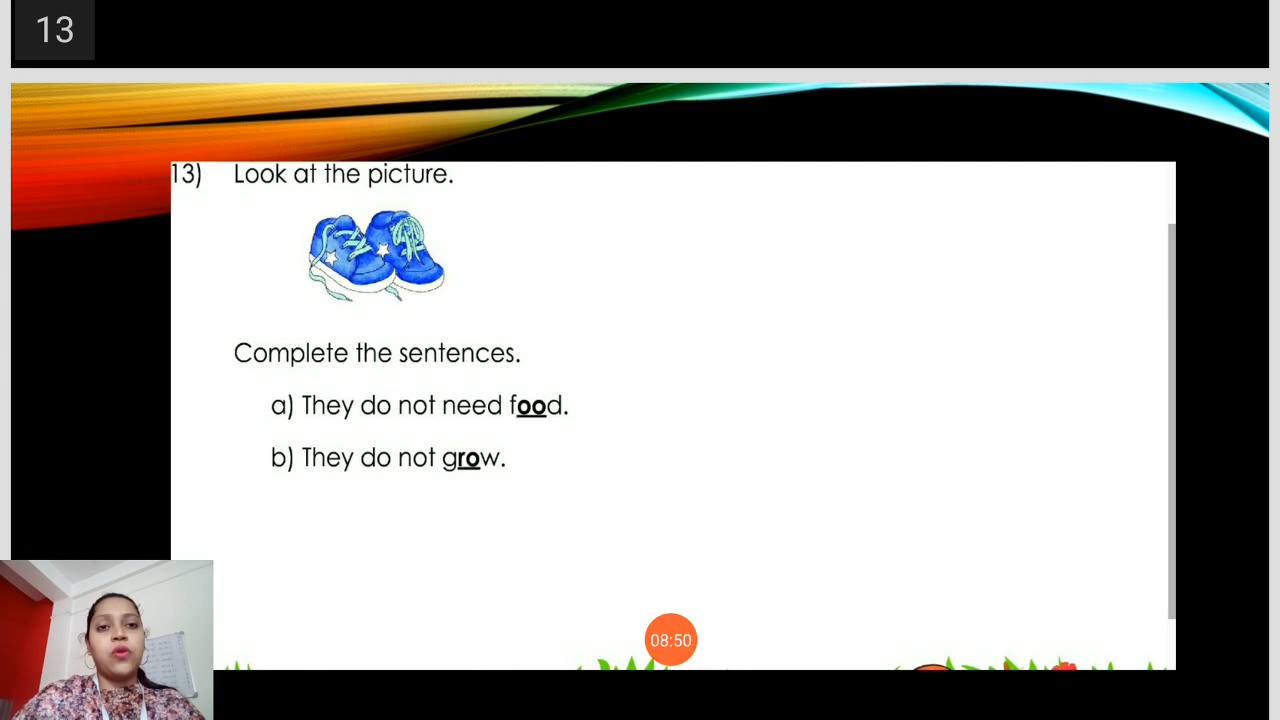 13
13) Look at the picture.
Complete the sentences.
a) They do not need food.
b) They do not grow.
08:50